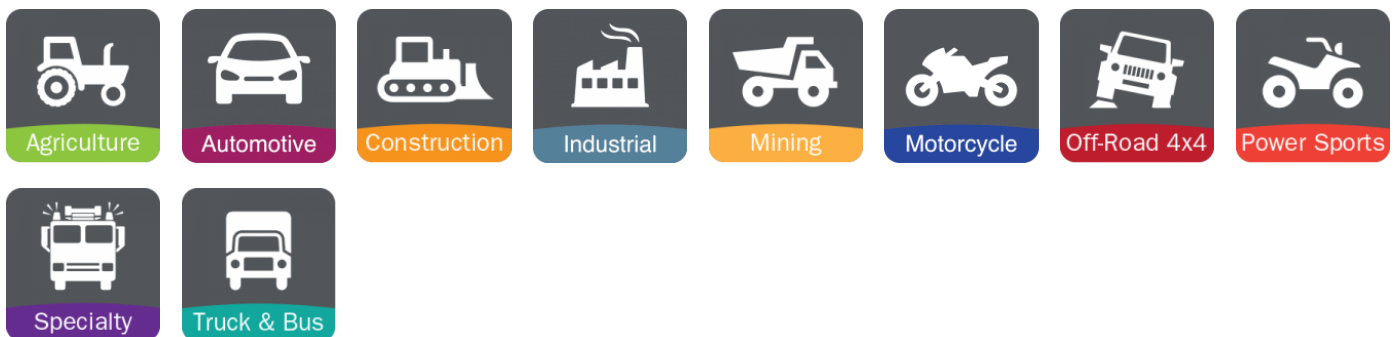 Agriculture
Automotive
Construction
Industrial
Mining
Motorcycle
Off-Road 4x4
Power Sports
Specialty
Truck & Bus